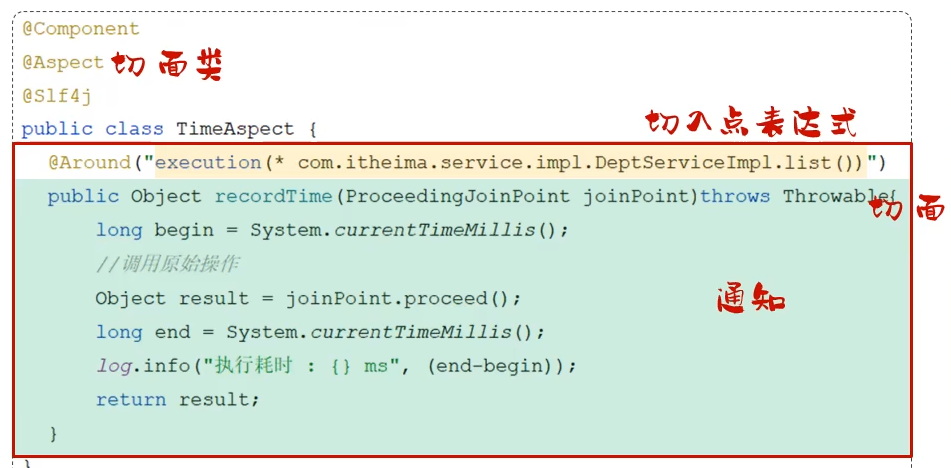 @Component
@Aspect 切面类
@Slf4j
public class TimeAspect {
切入点表达式
@Around("execution(* com.itheima.service.impl.DeptServiceImpl.list())")
public Object recordTime(ProceedingJoinPoint joinPoint)throws Throwable{
切面
long begin = System.currentTimeMillis();
//调用原始操作
Object result = joinPoint.proceed();
通知
long end = System.currentTimeMillis();
log.info("执行耗时 : {} ms", (end-begin));
return result;
}
}